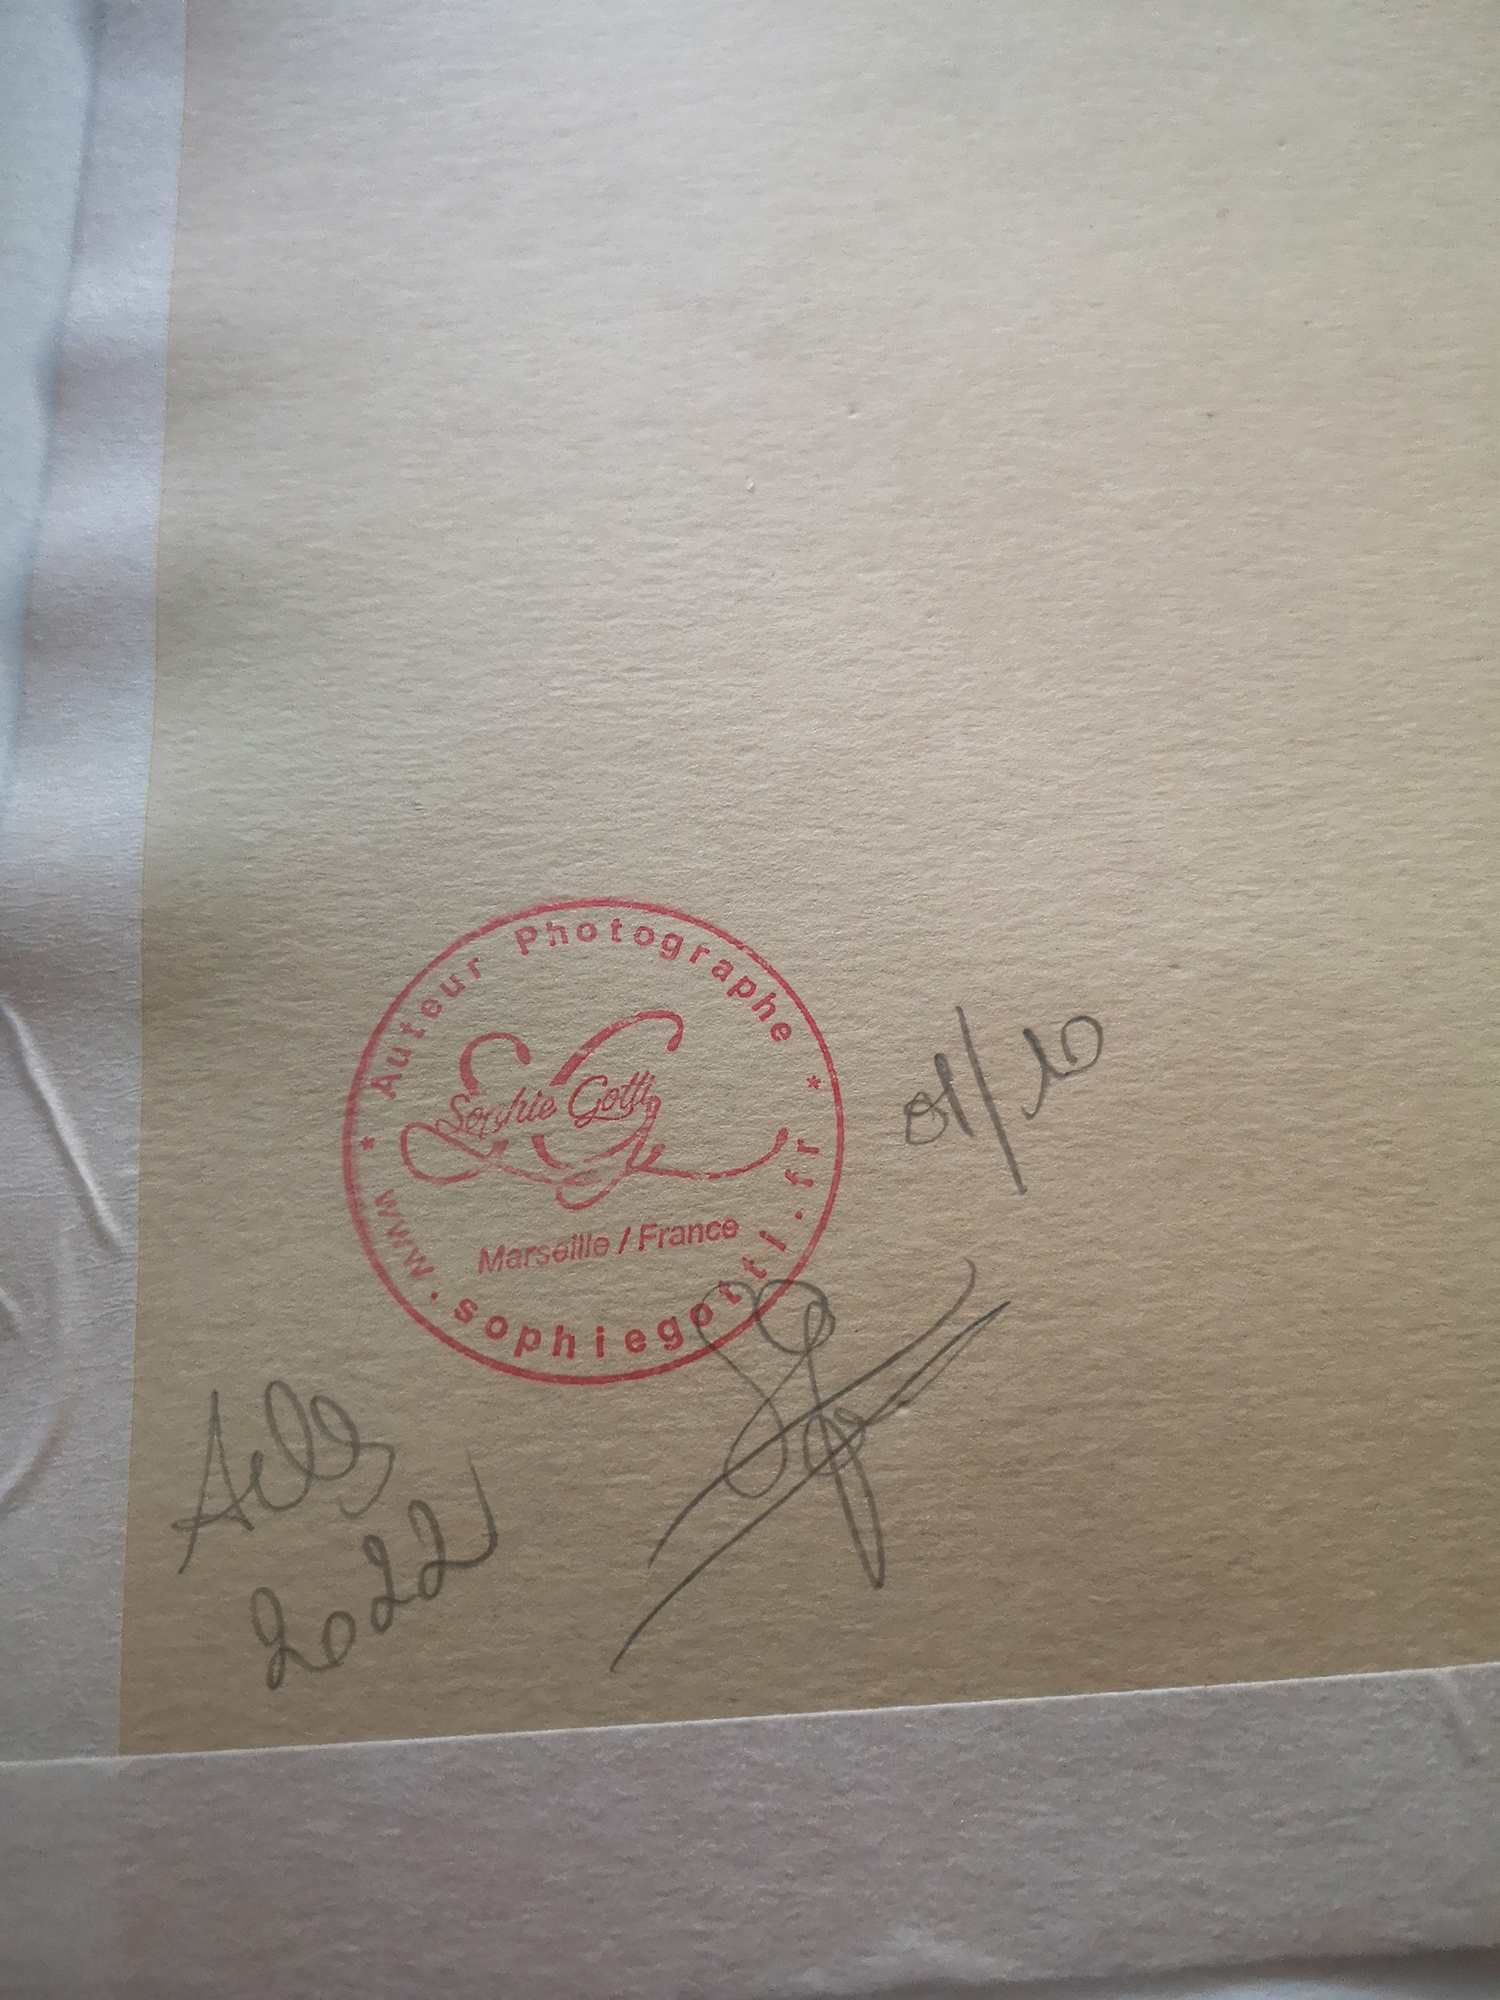 * Auteur Photographe *
Sophie Gotti
Marseille / France
www.sophiegotti.fr
01/10
2022